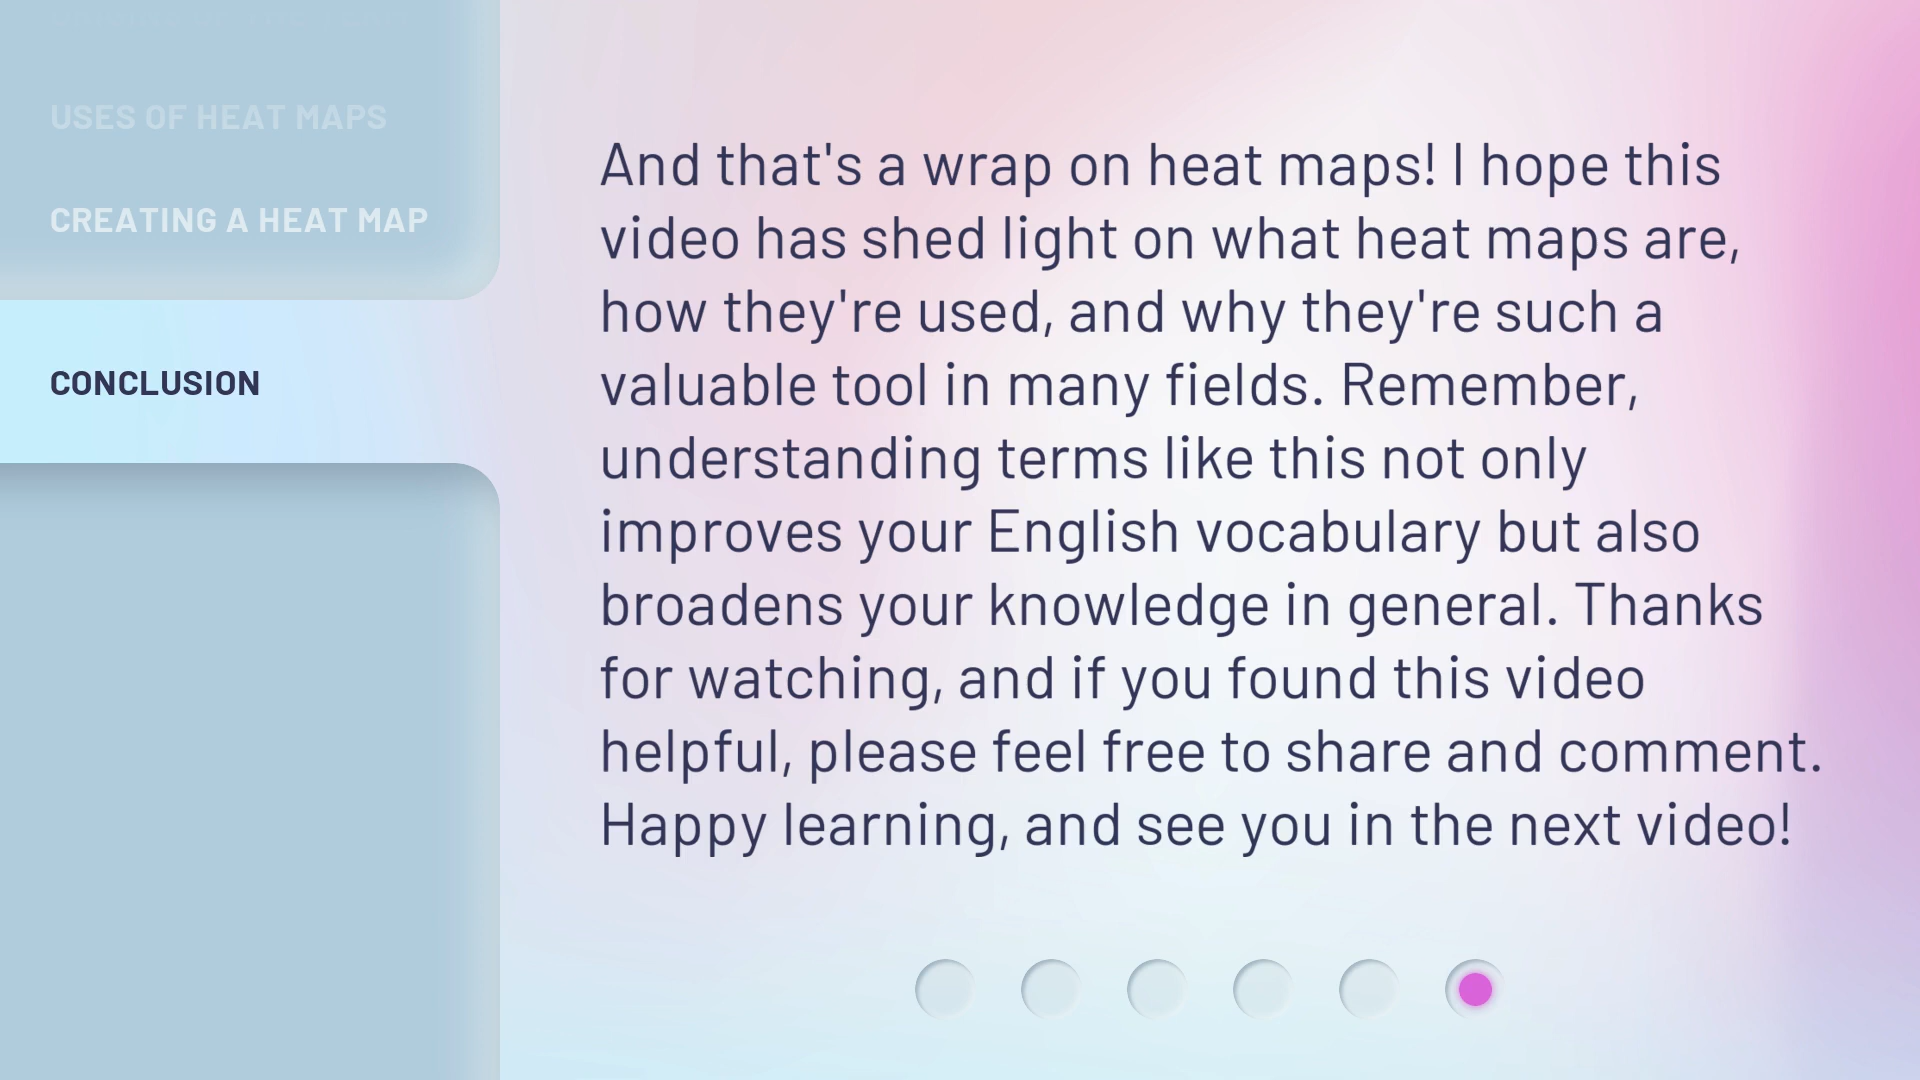 USES OF HEAT MAPS
CREATING A HEAT MAP
CONCLUSION
And that's a wrap on heat maps! I hope this
video has shed light on what heat maps are,
how they're used, and why they're such a
valuable tool in many fields. Remember,
understanding terms like this not only
improves your English vocabulary but also
broadens your knowledge in general. Thanks
for watching, and if you found this video
helpful, please feel free to share and comment.
Happy learning, and see you in the next video!